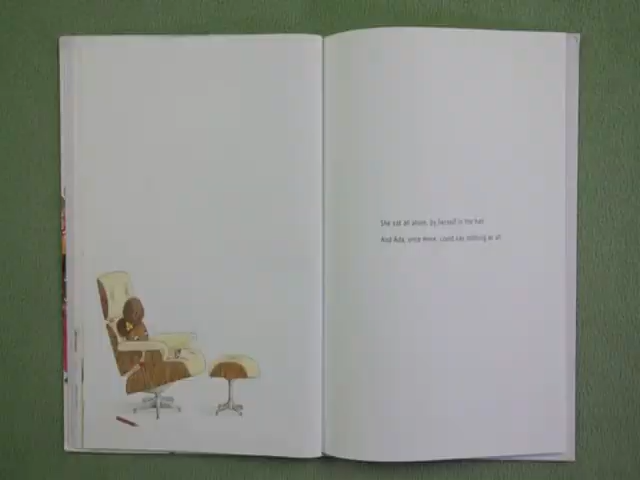 She sat all alone, by herself in the hall.
And Ada, once more, could say nothing at all.